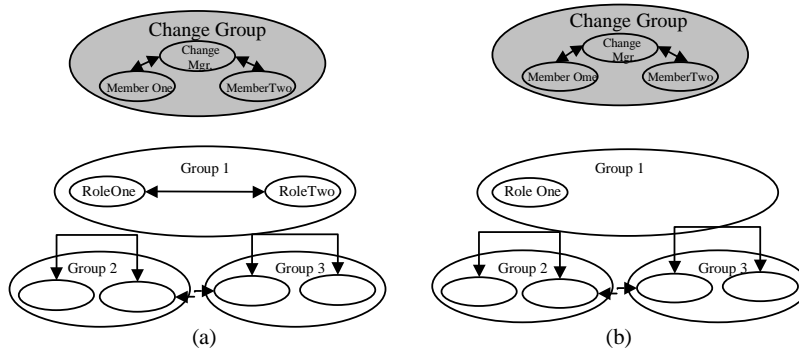 Change Group
Change
Mgr.
Member One
MemberTwo
Group 1
RoleOne
RoleTwo
Group 2
Group 3
(a)
Change Group
Change
Mgr
Member Ome
MemberTwo
Group 1
Role One
Group 2
Group 3
(b)